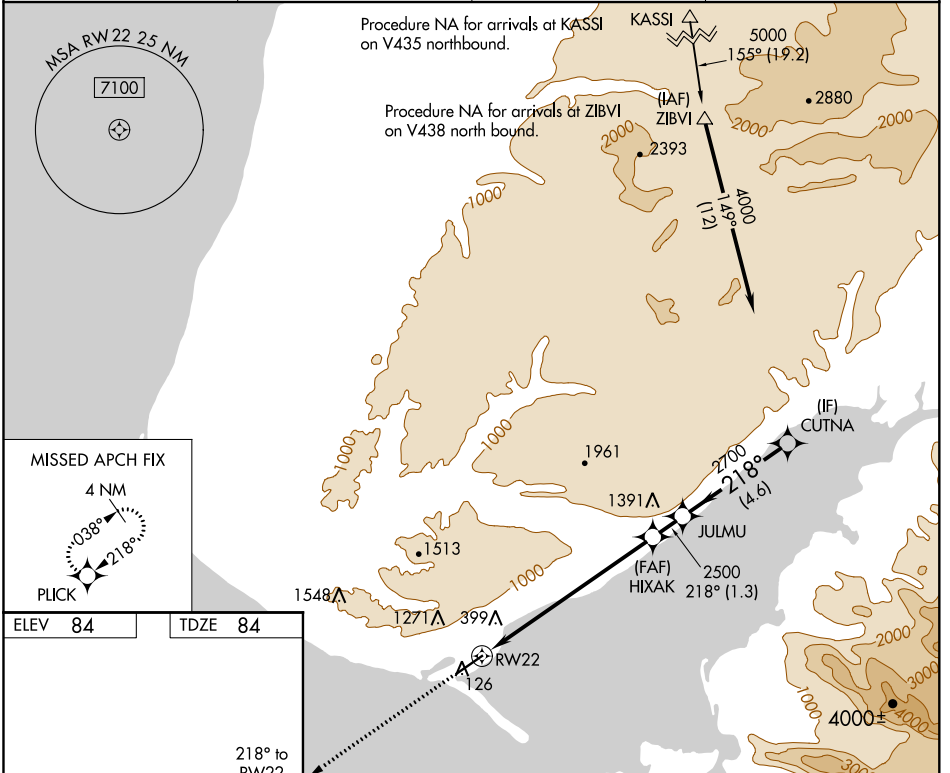 Procedure NA for arrivals at KASSI
on V435 northbound.
KASSI
5000
155° (19.2)
MSA RW22 25 NM
7100
Procedure NA for arrivals at ZIBVI
on V438 north bound.
(IAF)
ZIBVI
2880
2000
2000
2000
2393
1000
4000
149°
(12)
(IF)
CUTNA
1000
1000
1961
2700
218°
(4.6)
1391
JULMU
MISSED APCH FIX
4 NM
038°
218°
PLICK
1513
(FAF)
HIXAK
2500
218° (1.3)
1000
1548
1271
399
ELEV 84
TDZE 84
RW22
126
2000
3000
1000
4000±
4000
3000
218° to
RW22